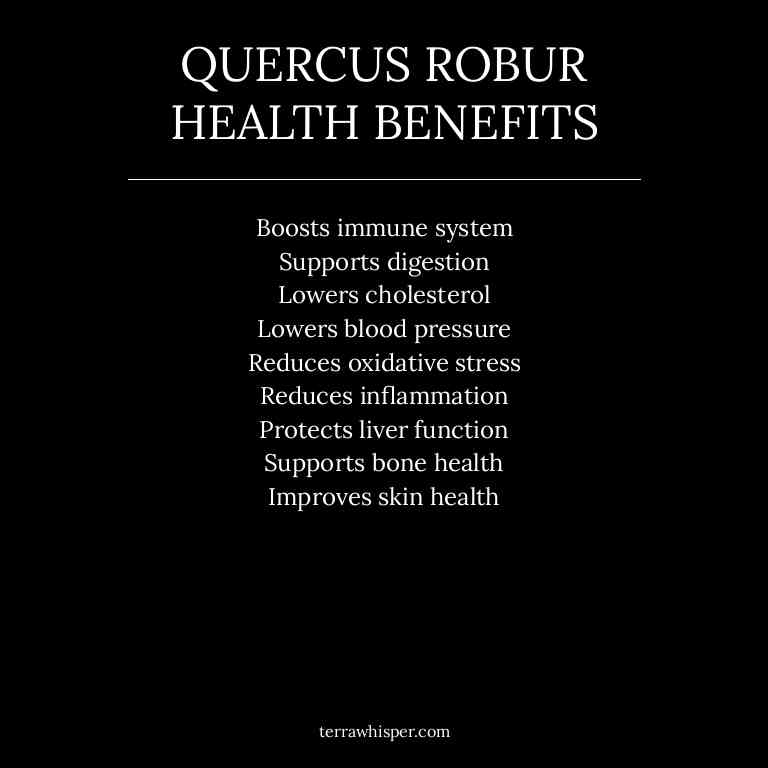 QUERCUS ROBUR
HEALTH BENEFITS
Boosts immune system
Supports digestion
Lowers cholesterol
Lowers blood pressure
Reduces oxidative stress
Reduces inflammation
Protects liver function
Supports bone health
Improves skin health
terrawhisper.com